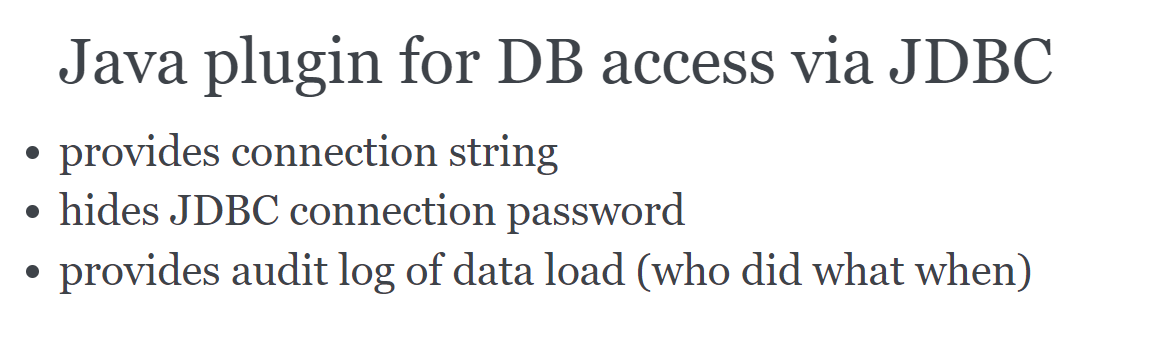 Java plugin for DB access via JDBC
• provides connection string
• hides JDBC connection password
• provides audit log of data load (who did what when)